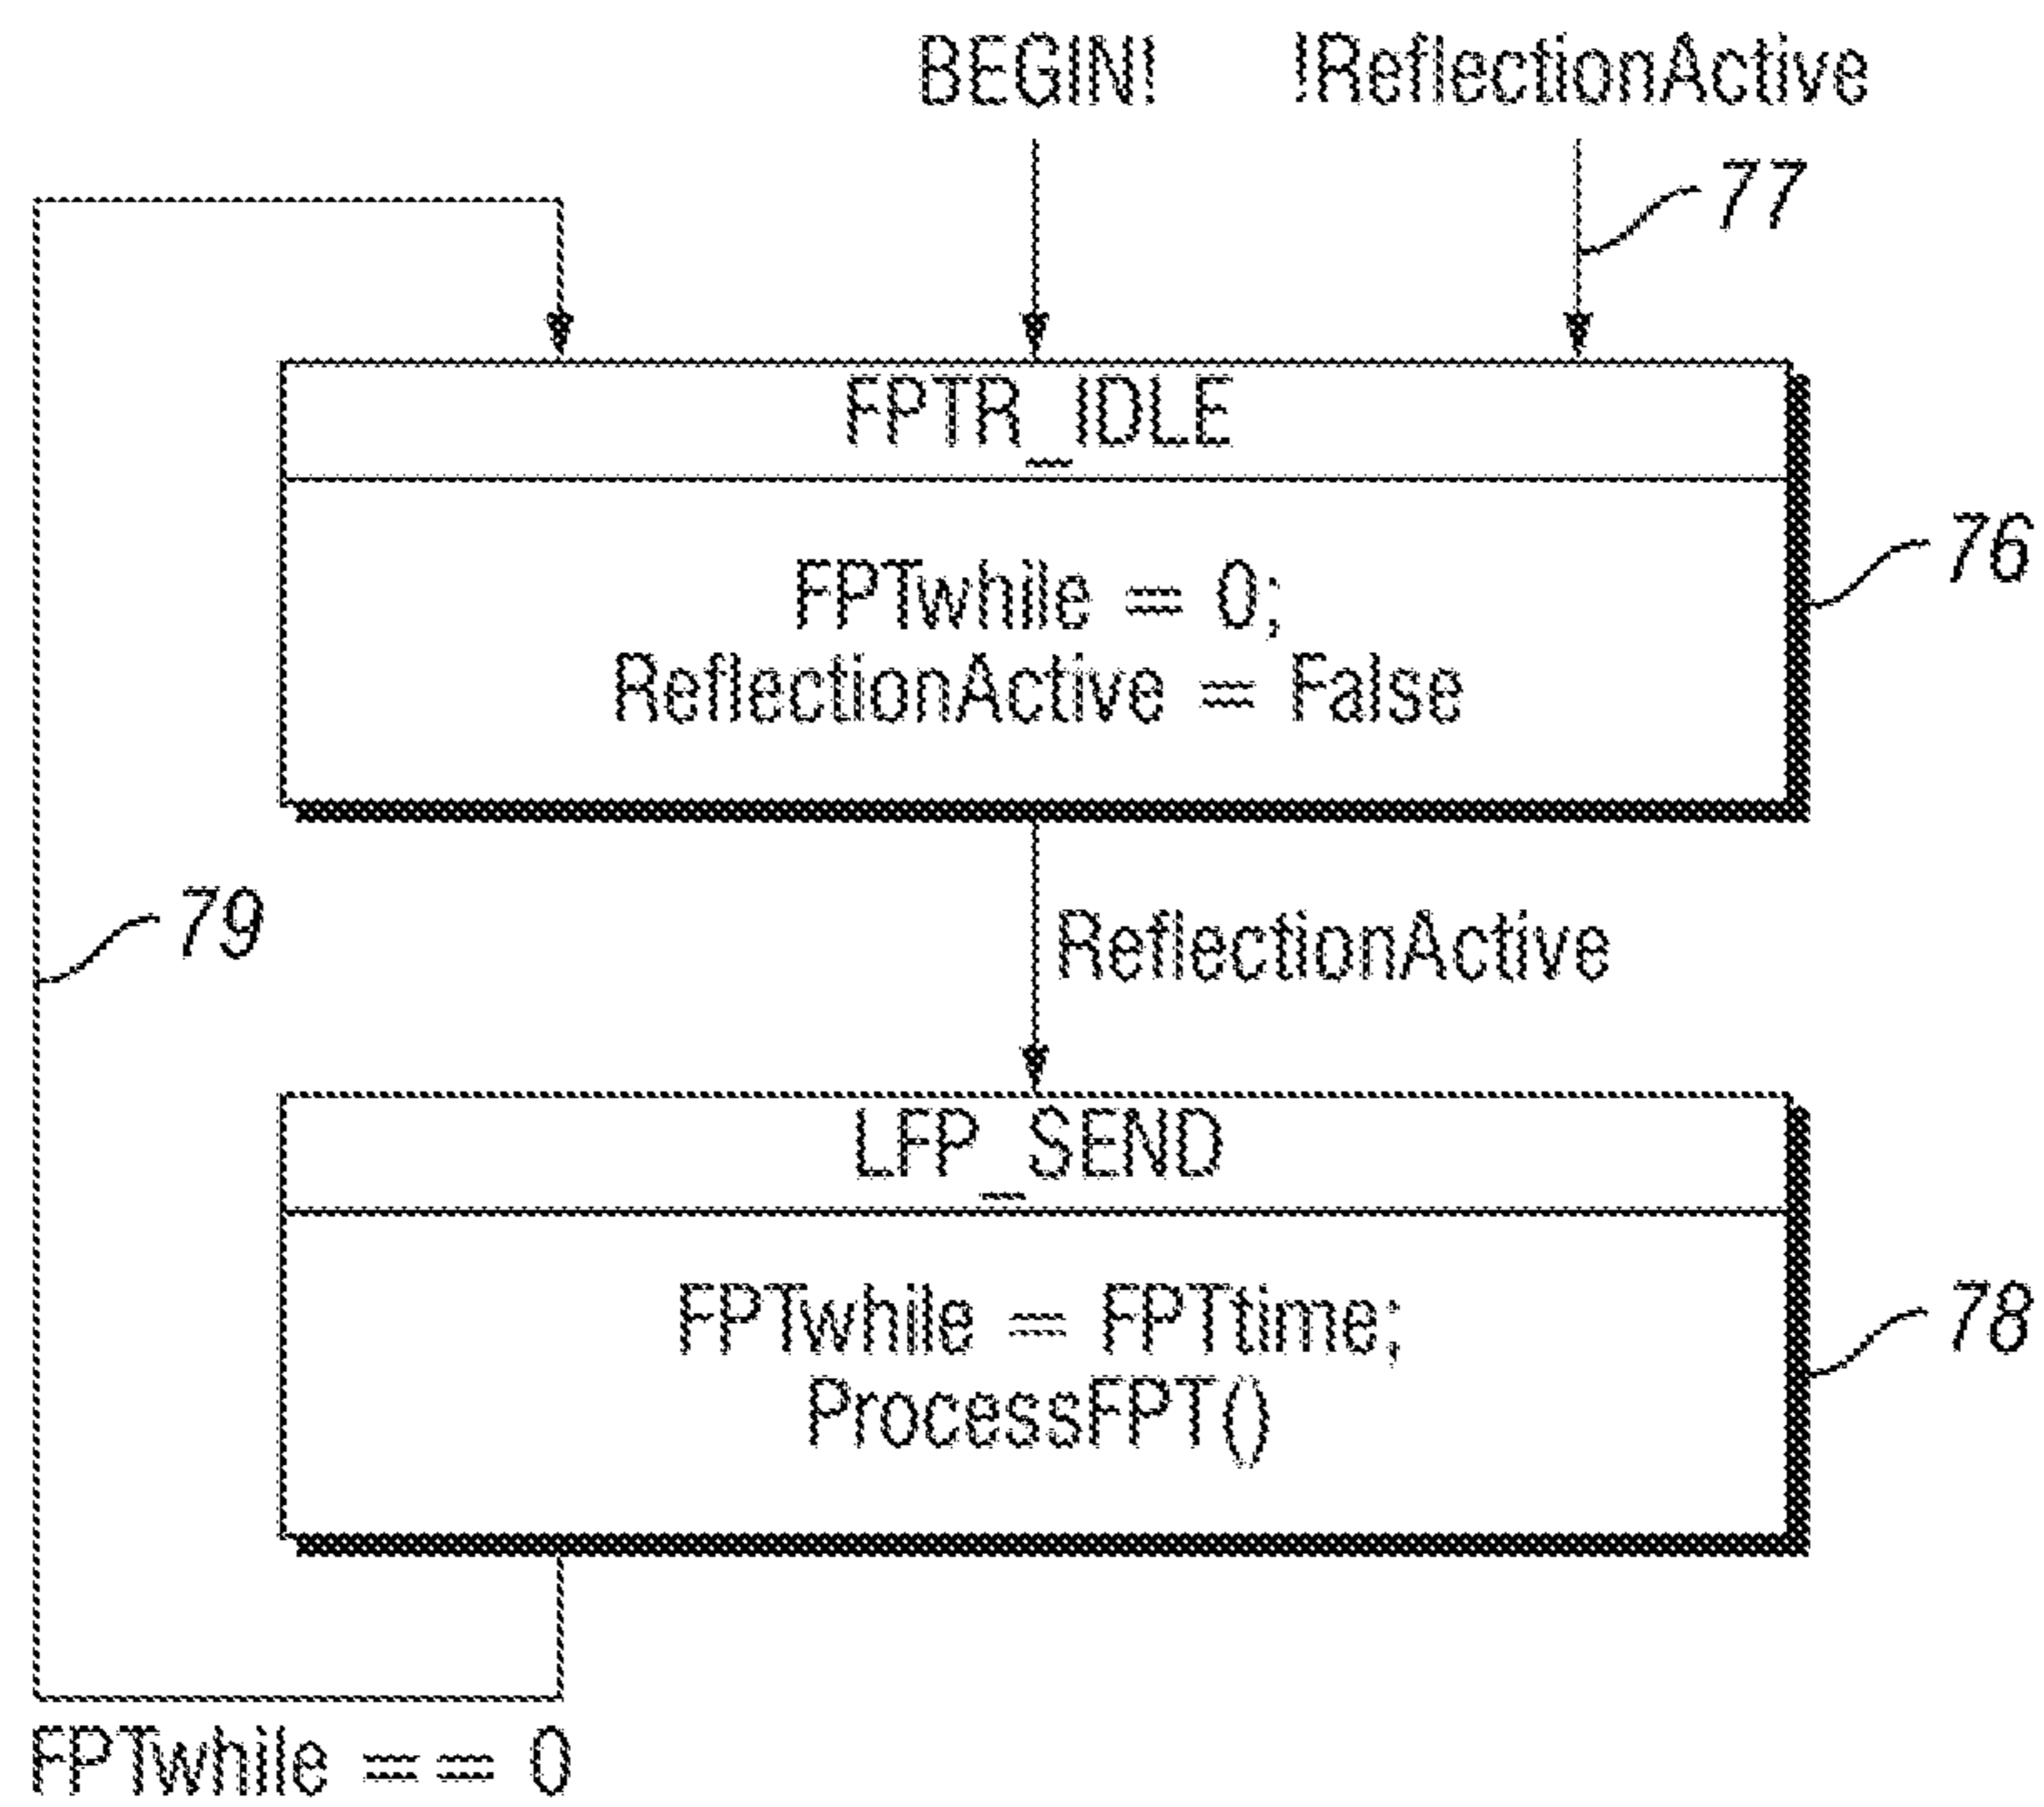 BEGIN!
!ReflectionActive
77
FPTR_IDLE
FPTwhile = 0;
ReflectionActive = False
76
79
ReflectionActive
LFP_SEND
FPTwhile = FPTtime;
ProcessFPT()
78
FPTwhile == 0